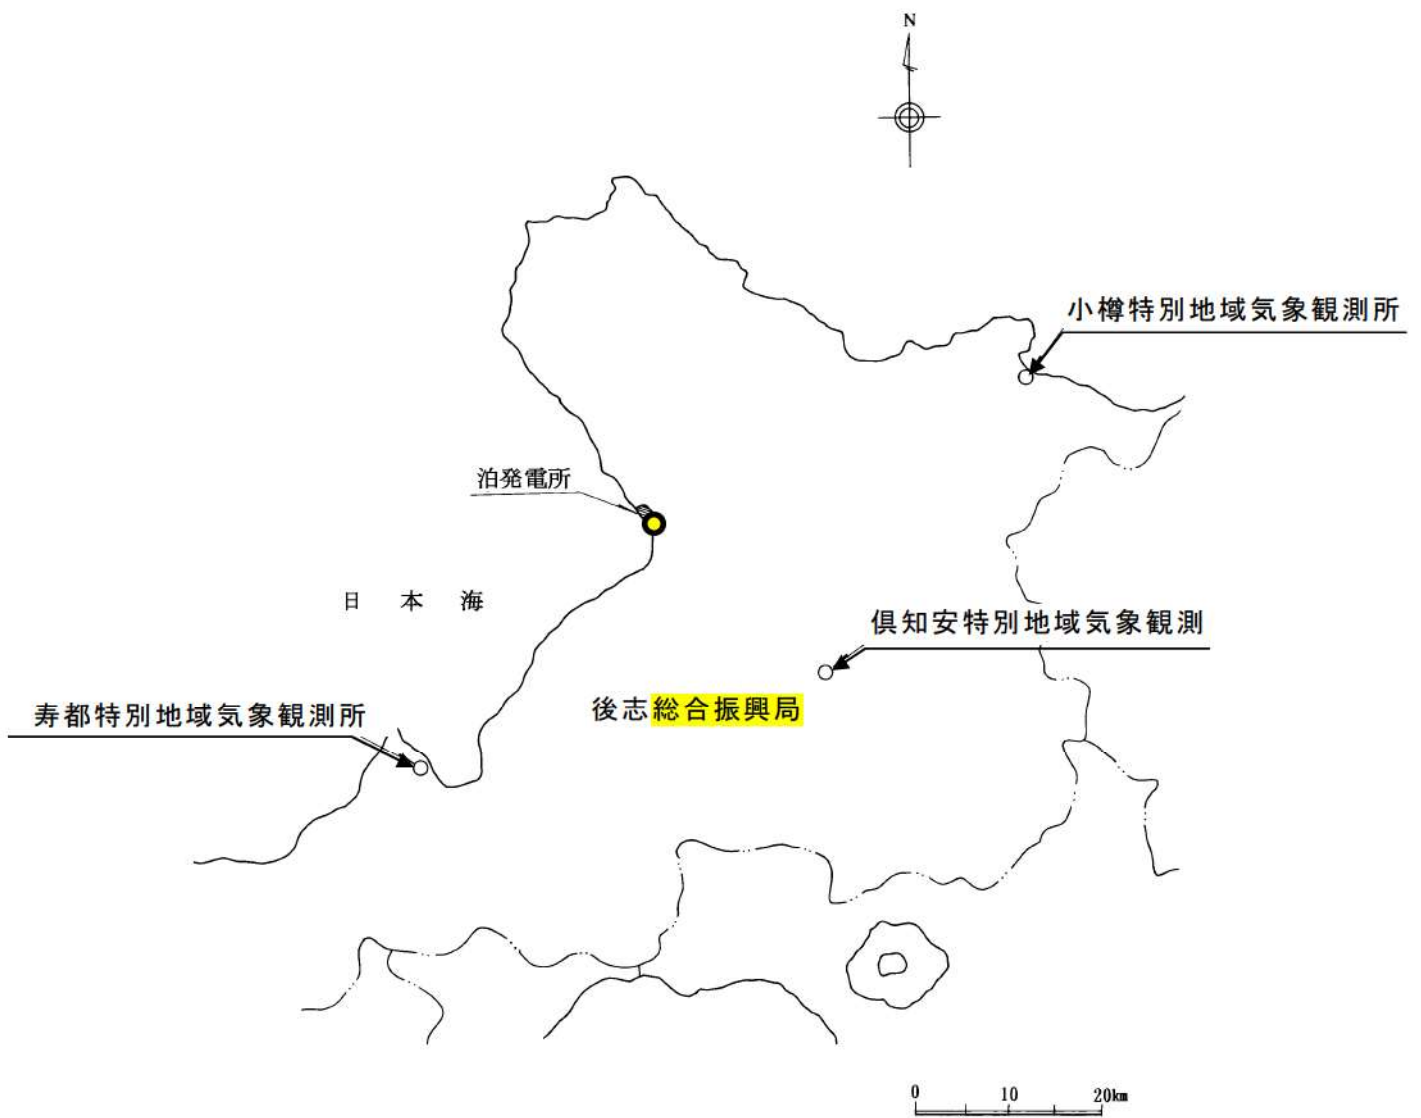 N
小樽特別地域気象観測所
泊発電所
日本海
倶知安特別地域気象観測
後志総合振興局
寿都特別地域気象観測所
0 10 20km